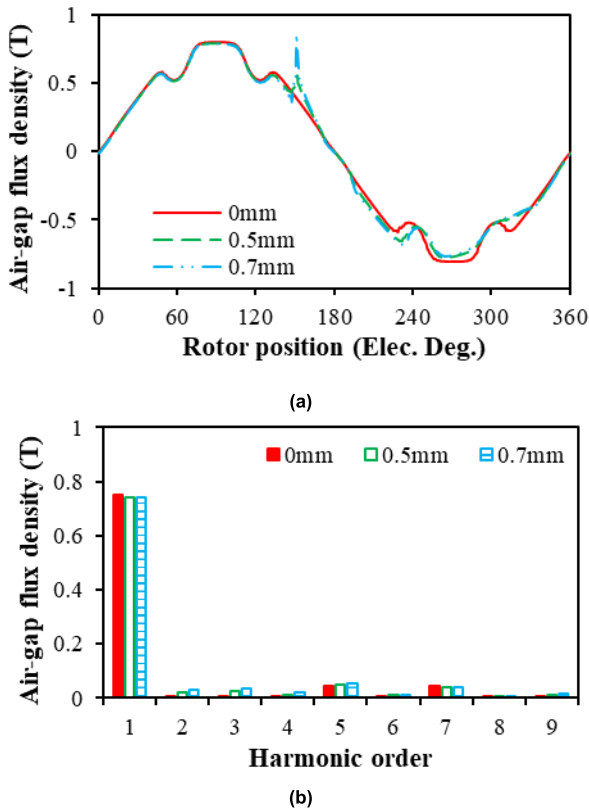 Air-gap flux density (T)
1
0.5
0
-0.5
-1
0mm
0.5mm
0.7mm
0 60 120 180 240 300 360
Rotor position (Elec. Deg.)
(a)
Air-gap flux density (T)
1
0.8
0.6
0.4
0.2
0
0mm 0.5mm 0.7mm
1 2 3 4 5 6 7 8 9
Harmonic order
(b)